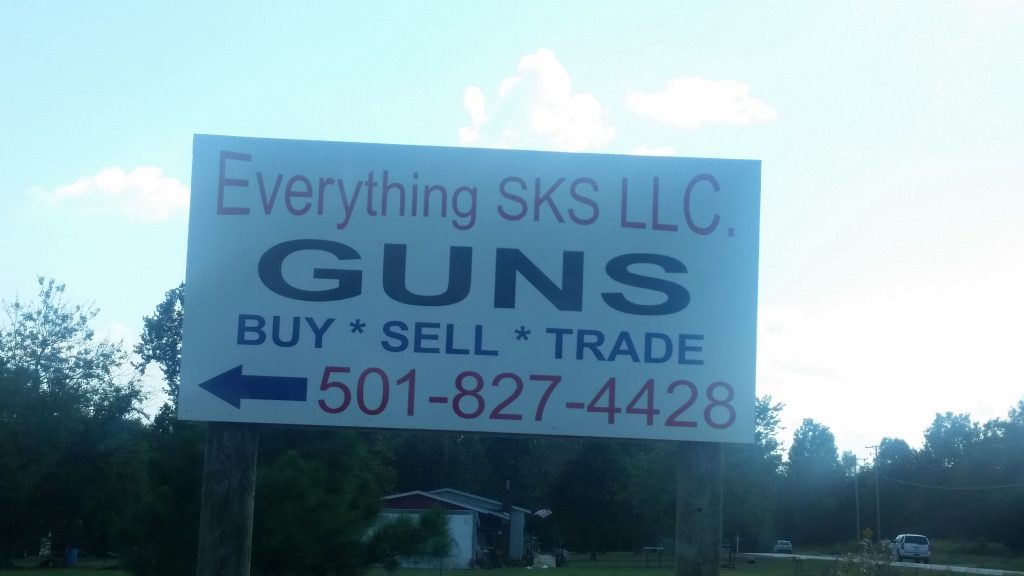 Everything SKS LLC.
GUNS
BUY * SELL * TRADE
501-827-4428